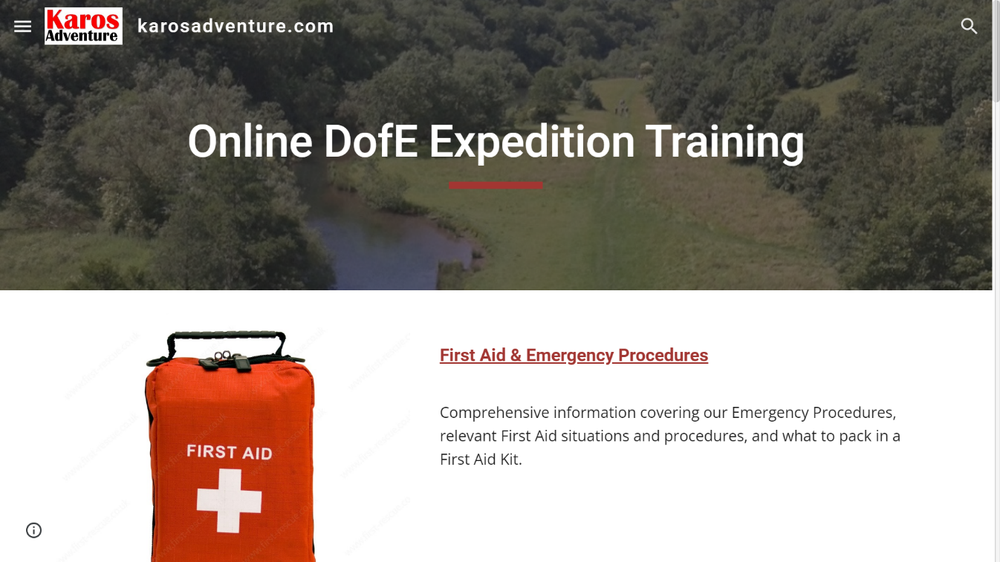 Karos
Adventure
karosadventure.com
Online DofE Expedition Training
First Aid & Emergency Procedures
Comprehensive information covering our Emergency Procedures,
relevant First Aid situations and procedures, and what to pack in a
First Aid Kit.
FIRST AID